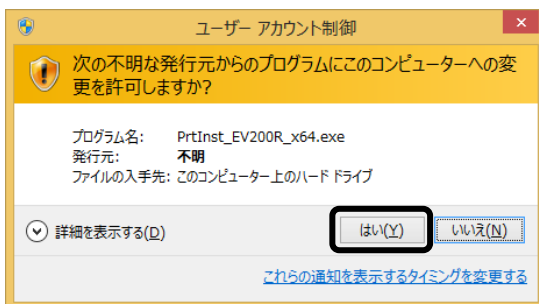 ユーザー アカウント制御
次の不明な発行元からのプログラムにこのコンピューターへの変
更を許可しますか?
プログラム名: PrtInst_EV200R_x64.exe
発行元: 不明
ファイルの入手先: このコンピューター上のハード ドライブ
詳細を表示する(D)
はい(Y)
いいえ(N)
これらの通知を表示するタイミングを変更する